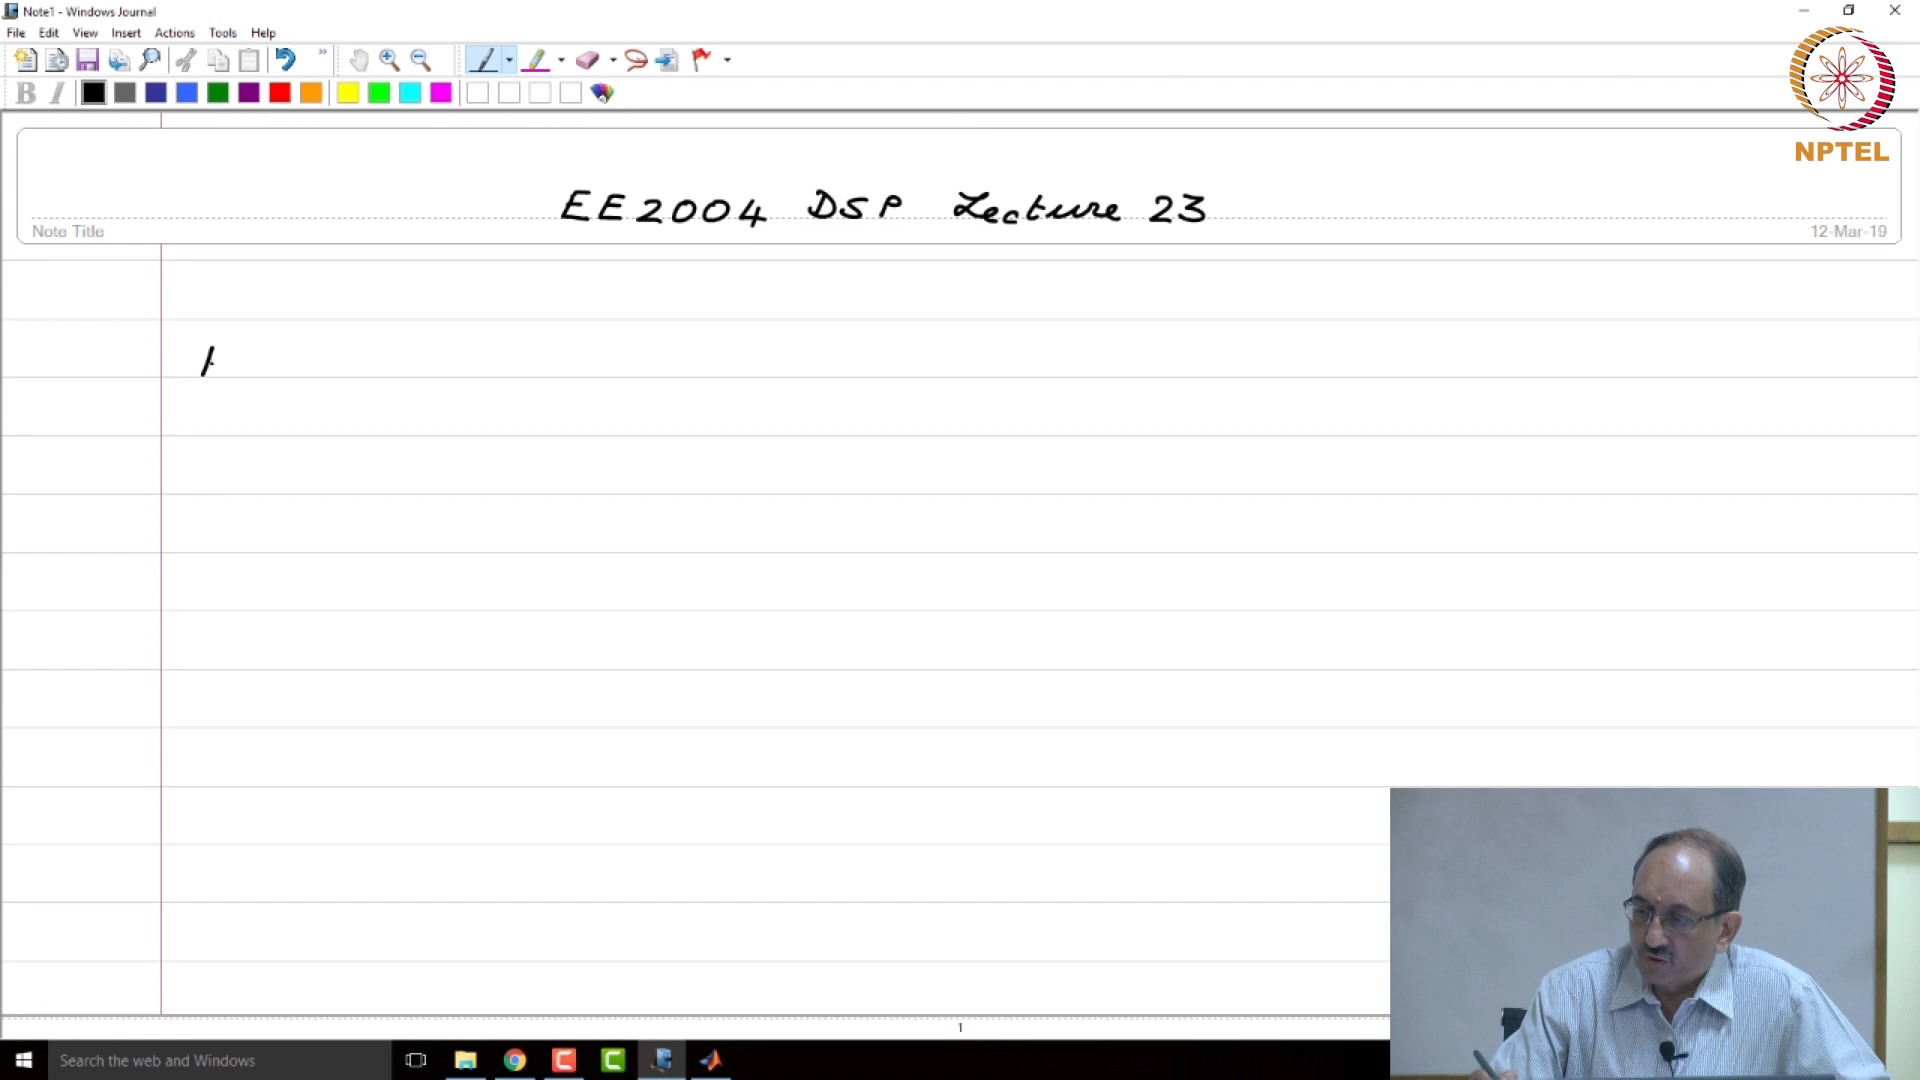 Note1 - Windows Journal
File Edit View Insert Actions Tools Help
B I
NPTEL
EE2004 DSP Lecture 23
Note Title
12-Mar-19
1
Search the web and Windows